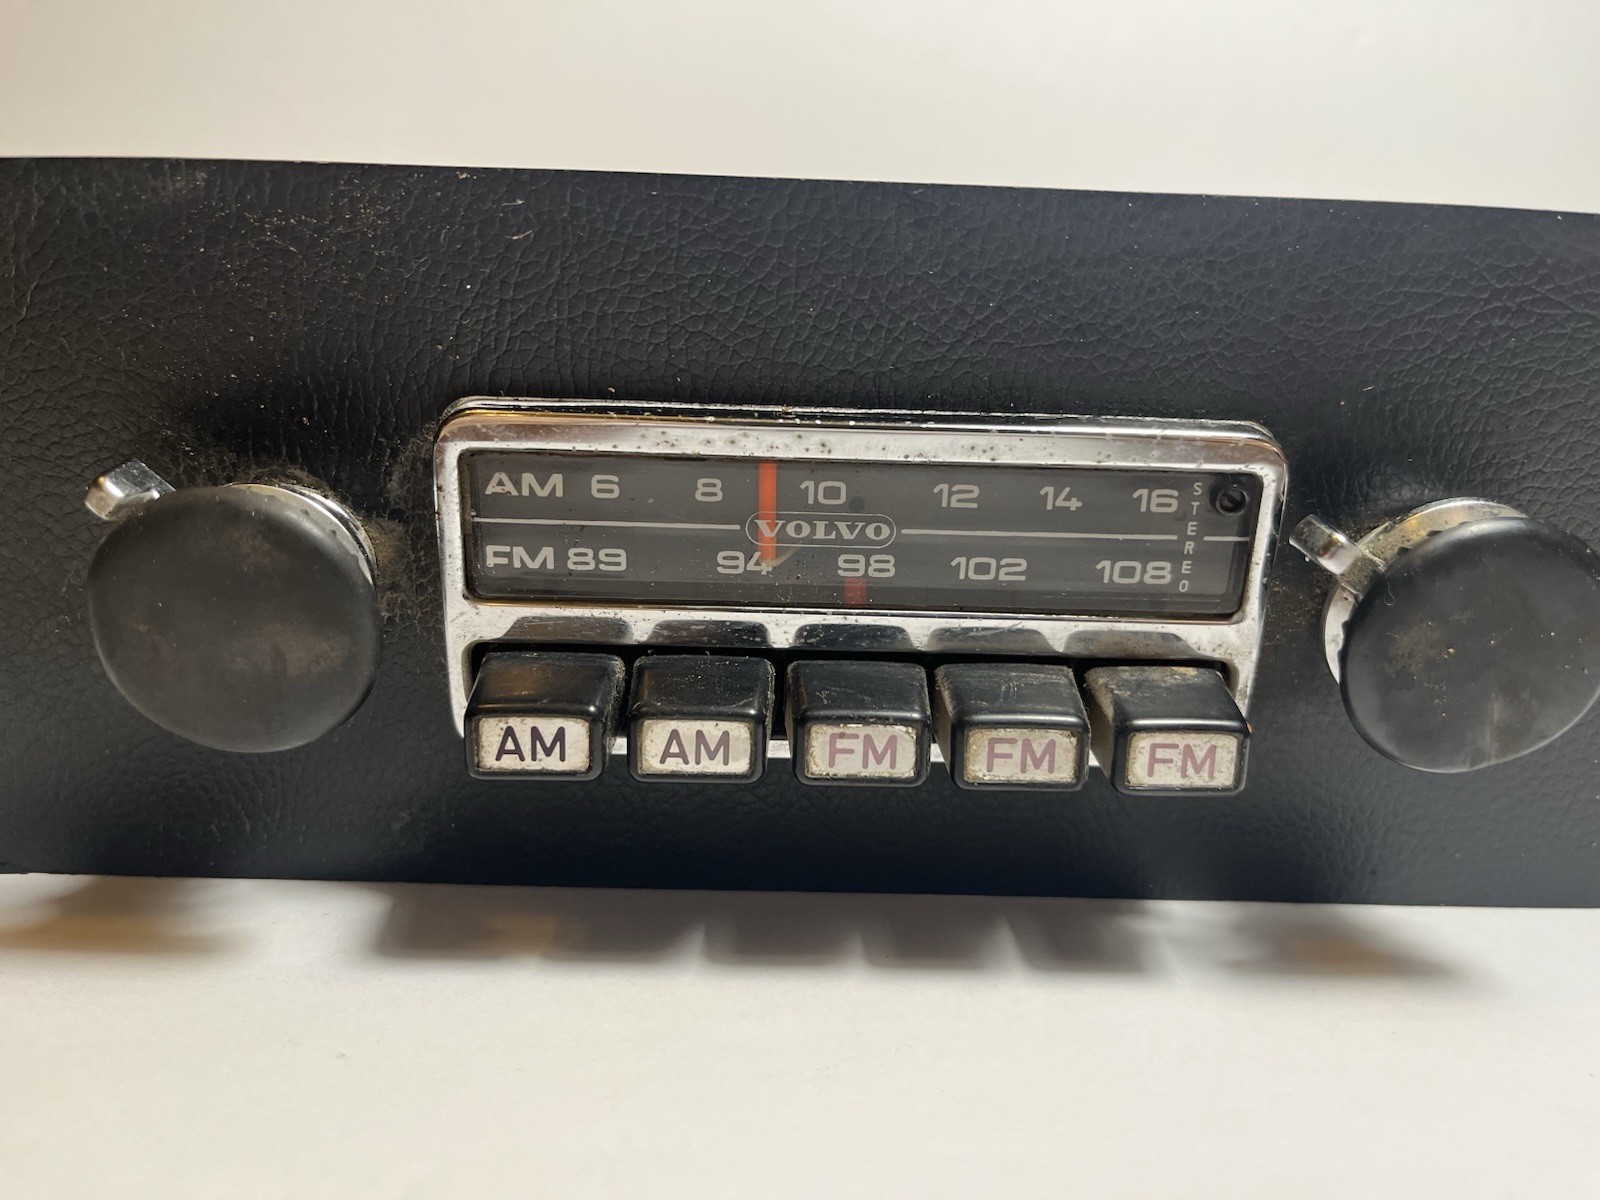 AM 6 8 10 12 14 16
VOLVO
FM 89 94 98 102 108
STEREO
AM AM FM FM FM